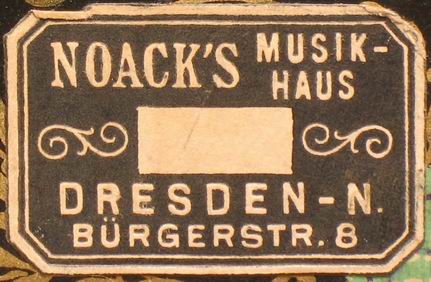 NOACK'S MUSIK-
HAUS
DRESDEN-N.
BÜRGERSTR. 8